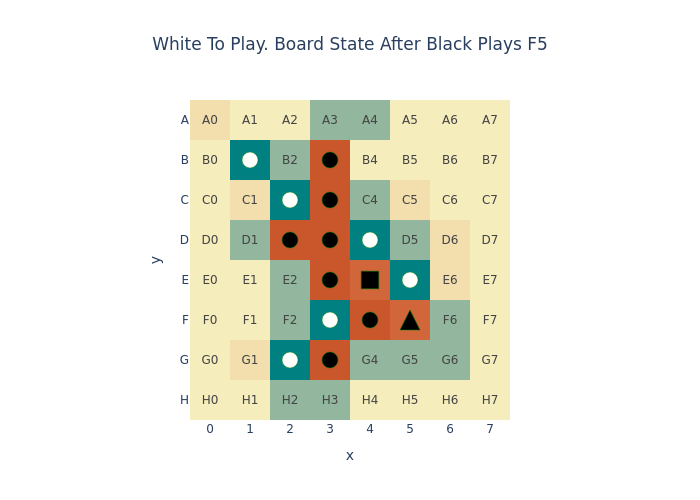 White To Play. Board State After Black Plays F5
A A0 A1 A2 A3 A4 A5 A6 A7
B B0 B2 B4 B5 B6 B7
C C0 C1 C4 C5 C6 C7
D D0 D1 D5 D6 D7
y
E E0 E1 E2 E6 E7
F F0 F1 F2 F6 F7
G G0 G1 G4 G5 G6 G7
H H0 H1 H2 H3 H4 H5 H6 H7
0 1 2 3 4 5 6 7
x